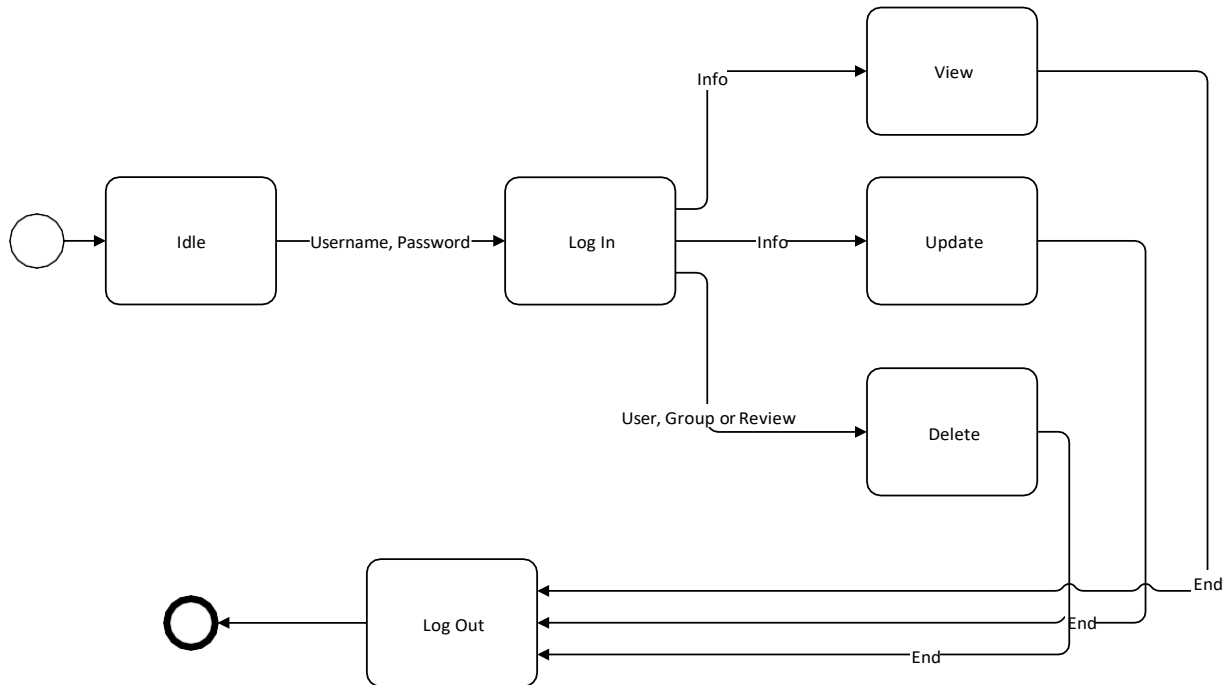 View
Info
Idle
Username, Password
Log In
Info
Update
User, Group or Review
Delete
End
Log Out
End
End